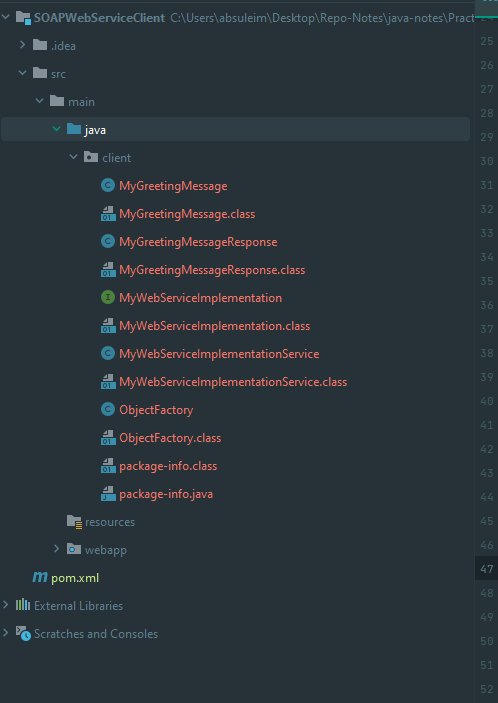 SOAPWebServiceClient C:\Users\absuleim\Desktop\Repo-Notes\java-notes\Pract
.idea
src
main
java
client
MyGreetingMessage
MyGreetingMessage.class
MyGreetingMessageResponse
MyGreetingMessageResponse.class
MyWebServiceImplementation
MyWebServiceImplementation.class
MyWebServiceImplementationService
MyWebServiceImplementationService.class
ObjectFactory
ObjectFactory.class
package-info.class
package-info.java
resources
webapp
pom.xml
External Libraries
Scratches and Consoles
25
26
27
28
29
30
31
32
33
34
35
36
37
38
39
40
41
42
43
44
45
46
47
48
49
50
51
52